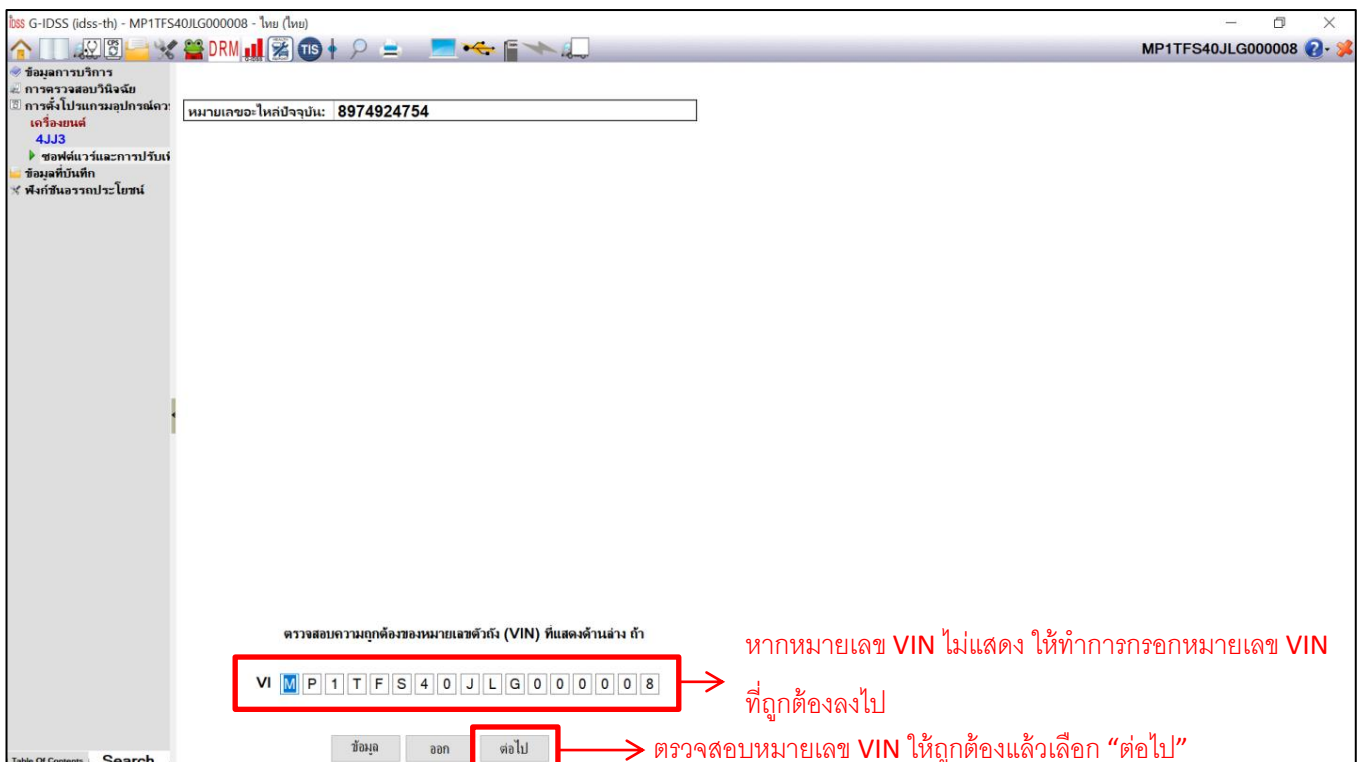 G-IDSS (idss-th) - MP1TFS40JLG000008 - ไทย (ไทย)
DRM TIS MP1TFS40JLG000008
ข้อมูลการบริการ
การตรวจสอบวินิจฉัย
การตั้งโปรแกรมอุปกรณ์คว
เครื่องยนต์
4JJ3
ซอฟต์แวร์และการปรับเ
ข้อมูลที่บันทึก
ฟังก์ชันอรรถประโยชน์
หมายเลขอะไหล่ปัจจุบัน: 8974924754
ตรวจสอบความถูกต้องของหมายเลขตัวถัง (VIN) ที่แสดงด้านล่าง ถ้า
VI M P 1 T F S 4 0 J L G 0 0 0 0 0 8
หากหมายเลข VIN ไม่แสดง ให้ทำการกรอกหมายเลข VIN
ที่ถูกต้องลงไป
ข้อมูล ออก ต่อไป
ตรวจสอบหมายเลข VIN ให้ถูกต้องแล้วเลือก “ต่อไป”
Table Of Contents Search